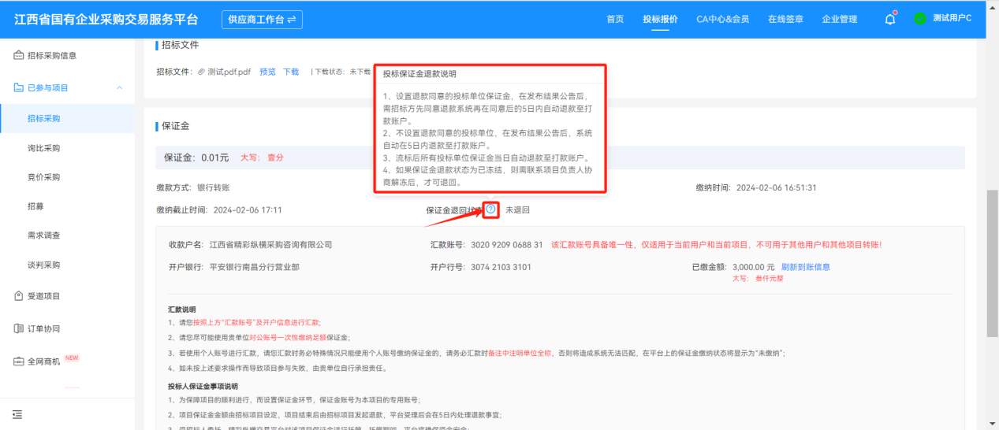 江西省国有企业采购交易服务平台
供应商工作台 ⇌
首页
投标报价
CA中心&会员
在线签章
企业管理
测试用户C
招标采购信息
已参与项目
招标采购
询比采购
竞价采购
招募
需求调查
谈判采购
受邀项目
订单协同
全网商机 NEW
招标文件
招标文件： 测试pdf.pdf 预览 下载 | 下载状态：未下载
投标保证金退款说明
1、设置退款同意的投标单位保证金，在发布结果公告后，
需招标方先同意退款系统再在同意后的5日内自动退款至打
款账户。
2、不设置退款同意的投标单位，在发布结果公告后，系统
自动在5日内退款至打款账户。
3、流标后所有投标单位保证金当日自动退款至打款账户。
4、如果保证金退款状态为已冻结，则需联系项目负责人协
商解冻后，才可退回。
保证金
保证金：0.01元 大写：壹分
缴款方式：银行转账
缴纳时间：2024-02-06 16:51:31
缴纳截止时间：2024-02-06 17:11
保证金退回状 ? 未退回
收款户名：江西省精彩纵横采购咨询有限公司
汇款账号：3020 9209 0688 31 该汇款账号具备唯一性，仅适用于当前用户和当前项目，不可用于其他用户和其他项目转账！
开户银行：平安银行南昌分行营业部
开户行号：3074 2103 3101
已缴金额：3,000.00 元 刷新到账信息
大写：叁仟元整
汇款说明
1、请您按照上方“汇款账号”及开户信息进行汇款；
2、请您尽可能使用贵单位对公账号一次性缴纳足额保证金；
3、若使用个人账号进行汇款，请您汇款时务必特殊情况只能使用个人账号缴纳保证金的，请务必汇款时备注中注明单位全称，否则将造成系统无法匹配，在平台上的保证金缴纳状态将显示为“未缴纳”；
4、如未按上述要求操作而导致项目参与失败，由贵单位自行承担责任。
投标人保证金事项说明
1、为保障项目的顺利进行，而设置保证金环节，保证金账号为本项目的专用账号；
2、项目保证金金额由招标项目设定，项目结束后由招标项目发起退款，平台受理后会在5日内处理退款事宜；